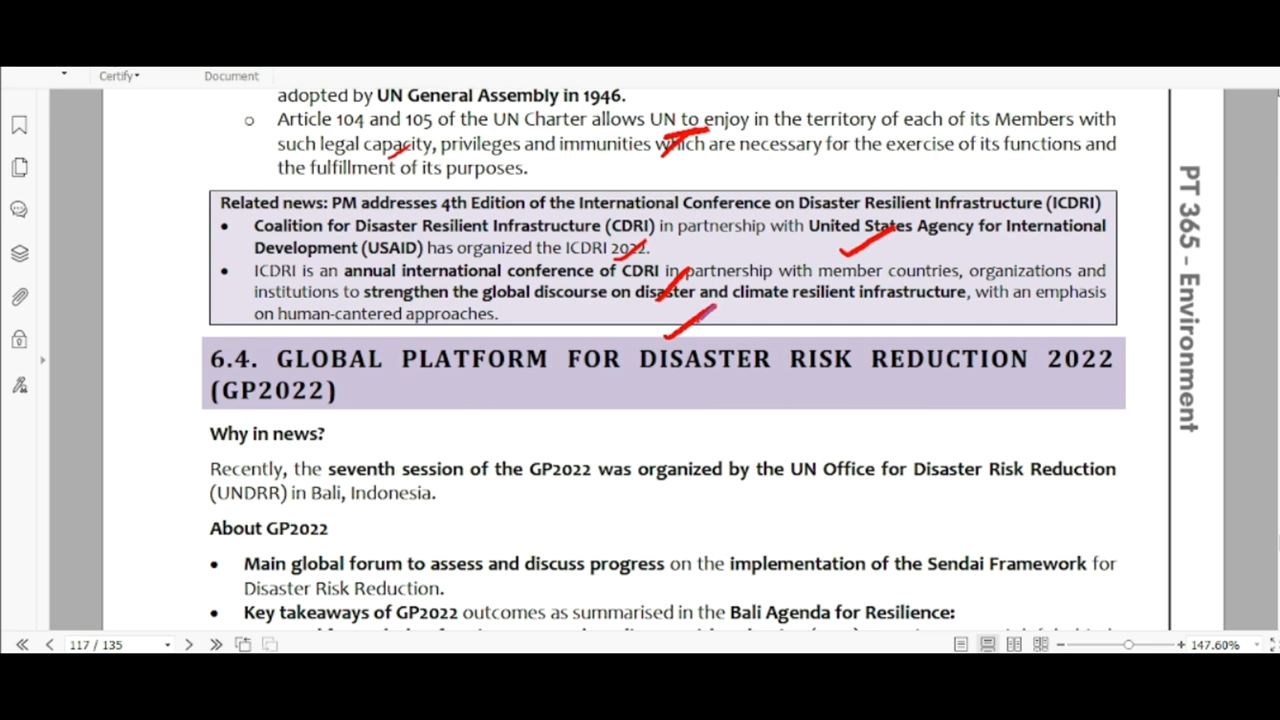 Certify
Document
adopted by UN General Assembly in 1946.
o Article 104 and 105 of the UN Charter allows UN to enjoy in the territory of each of its Members with
such legal capacity, privileges and immunities which are necessary for the exercise of its functions and
the fulfillment of its purposes.
Related news: PM addresses 4th Edition of the International Conference on Disaster Resilient Infrastructure (ICDRI)
• Coalition for Disaster Resilient Infrastructure (CDRI) in partnership with United States Agency for International
Development (USAID) has organized the ICDRI 2022.
• ICDRI is an annual international conference of CDRI in partnership with member countries, organizations and
institutions to strengthen the global discourse on disaster and climate resilient infrastructure, with an emphasis
on human-cantered approaches.
6.4. GLOBAL PLATFORM FOR DISASTER RISK REDUCTION 2022
(GP2022)
Why in news?
Recently, the seventh session of the GP2022 was organized by the UN Office for Disaster Risk Reduction
(UNDRR) in Bali, Indonesia.
About GP2022
• Main global forum to assess and discuss progress on the implementation of the Sendai Framework for
Disaster Risk Reduction.
• Key takeaways of GP2022 outcomes as summarised in the Bali Agenda for Resilience:
PT 365 - Environment
117 / 135
147.60%